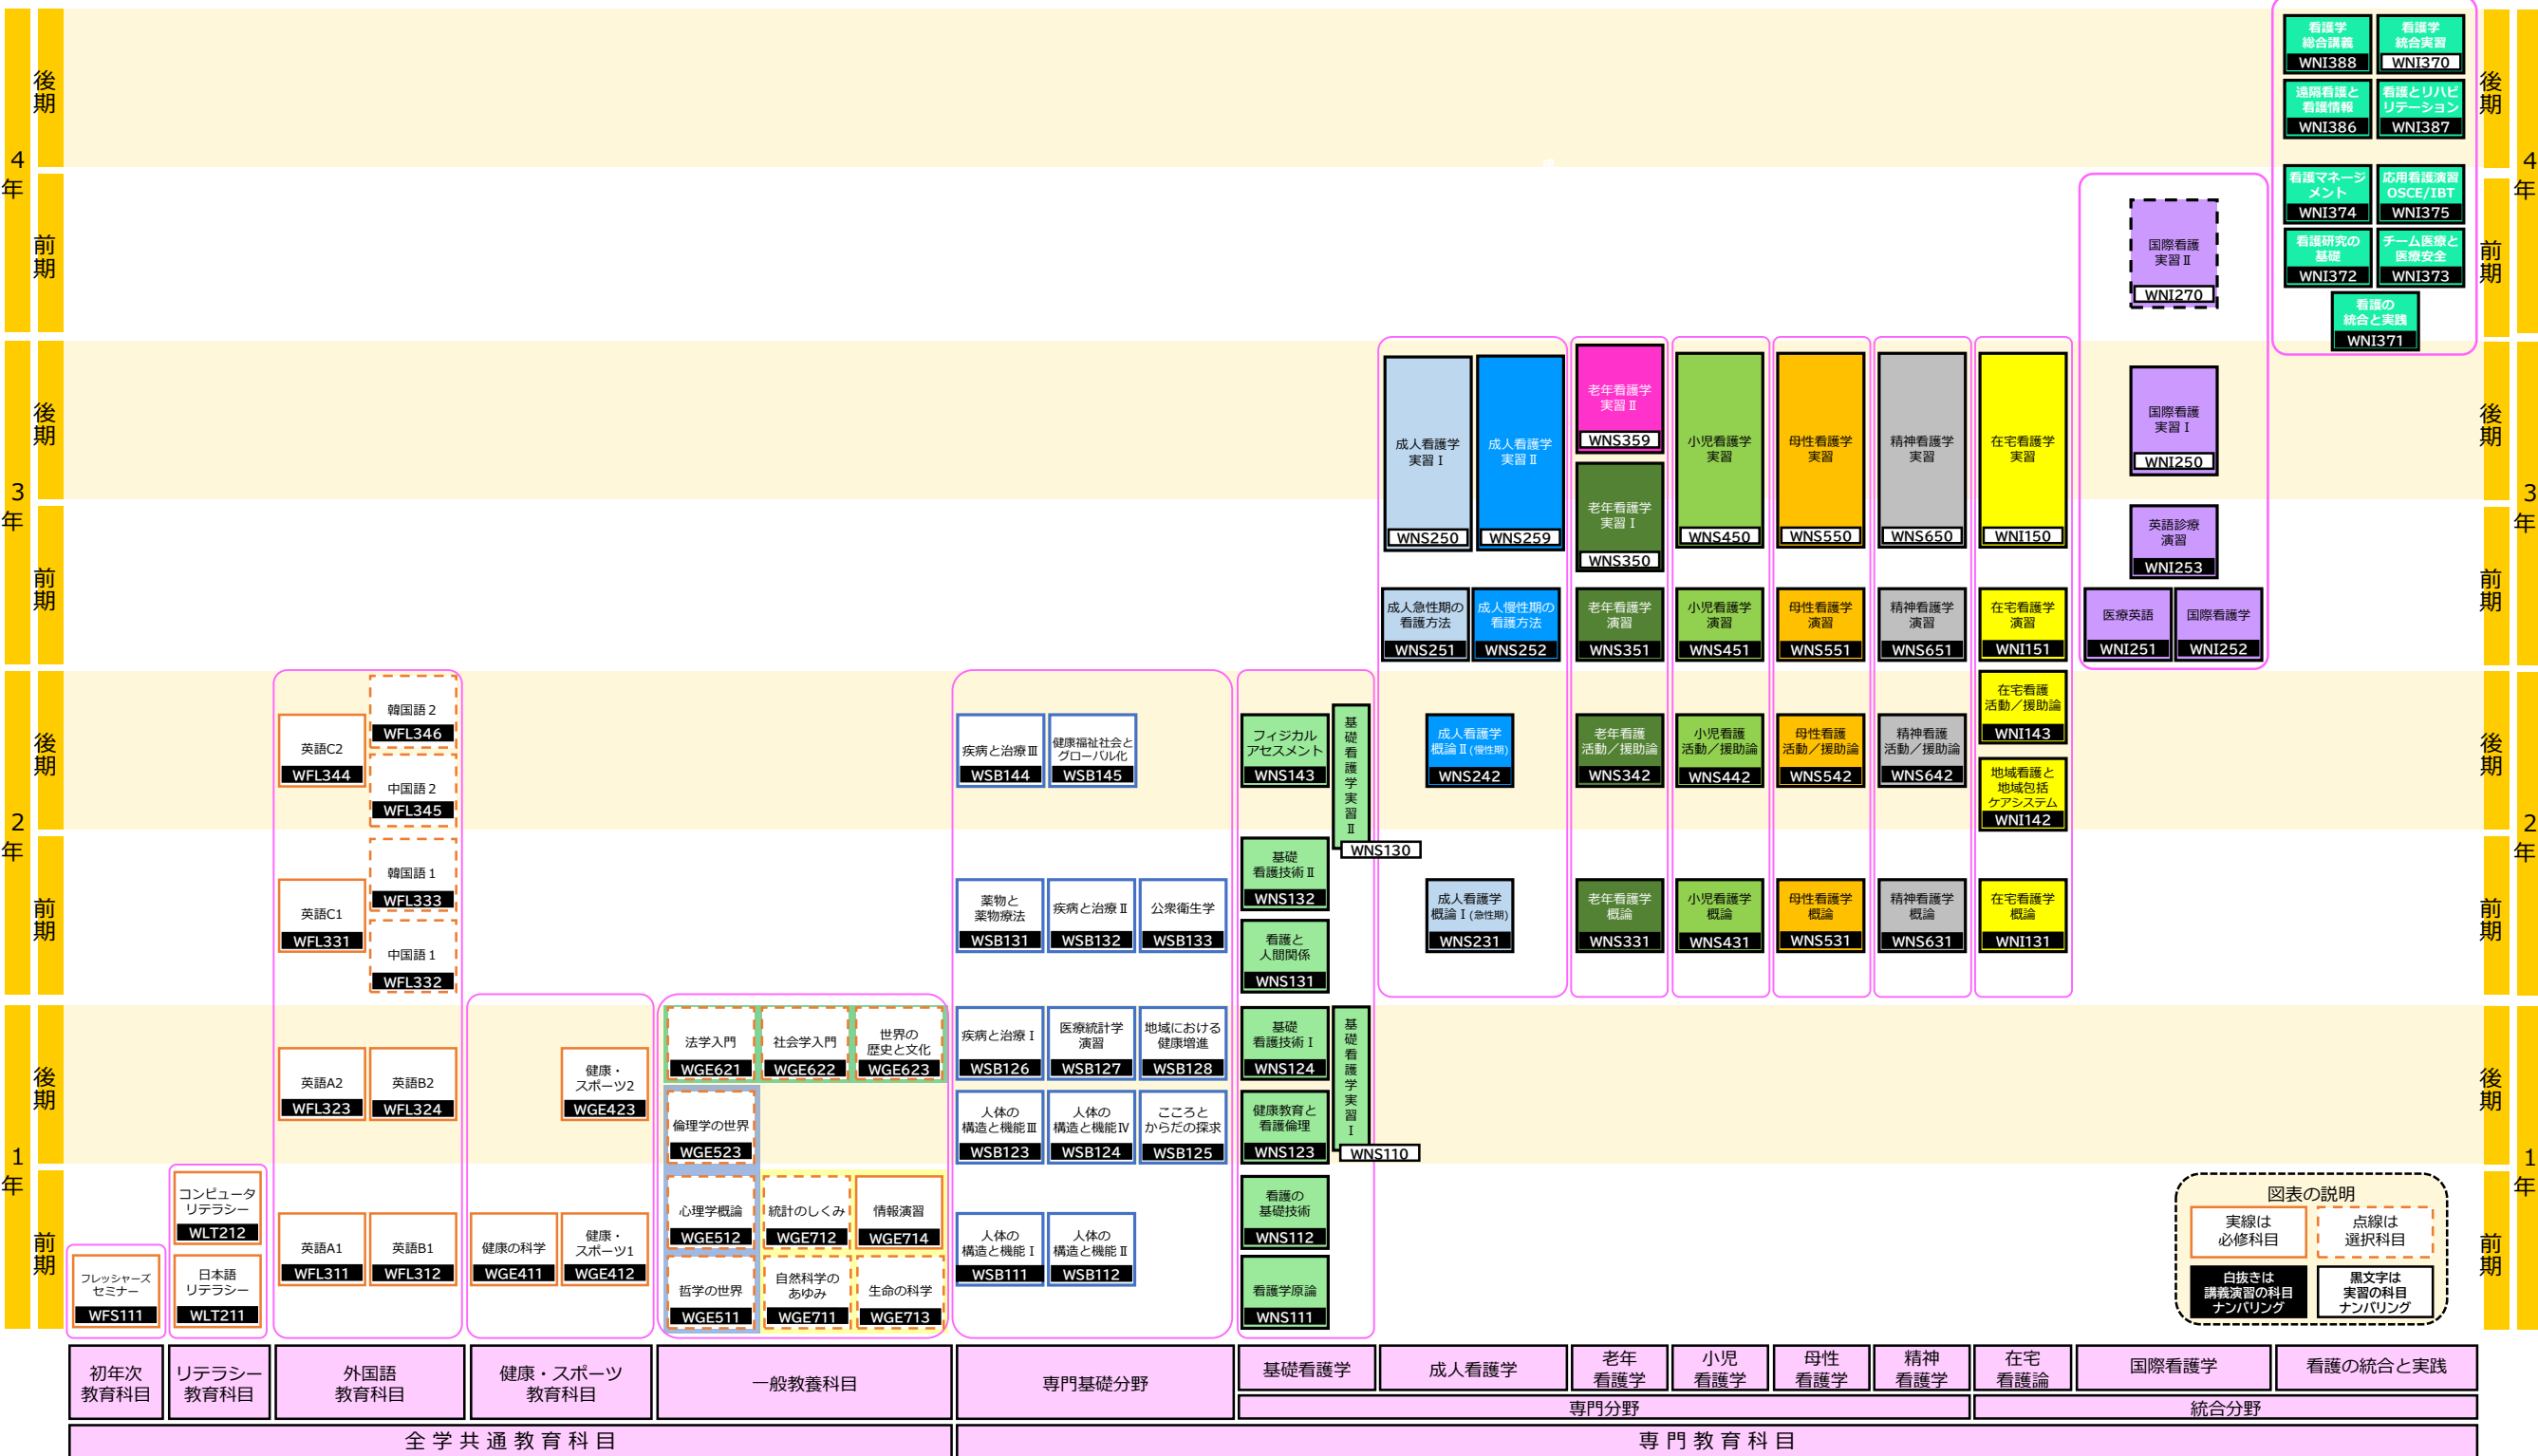 4
年
後
期
看護学
総合講義
WNI388
看護学
統合実習
WNI370
遠隔看護と
看護情報
WNI386
看護とリハビ
リテーション
WNI387
後
期
4
年
前
期
国際看護
実習Ⅱ
WNI270
看護マネージ
メント
WNI374
応用看護演習
OSCE/IBT
WNI375
看護研究の
基礎
WNI372
チーム医療と
医療安全
WNI373
看護の
統合と実践
WNI371
前
期
3
年
後
期
成人看護学
実習Ⅰ
WNS250
成人看護学
実習Ⅱ
WNS259
老年看護学
実習Ⅱ
WNS359
老年看護学
実習Ⅰ
WNS350
小児看護学
実習
WNS450
母性看護学
実習
WNS550
精神看護学
実習
WNS650
在宅看護学
実習
WNI150
国際看護
実習Ⅰ
WNI250
後
期
3
年
前
期
成人急性期の
看護方法
WNS251
成人慢性期の
看護方法
WNS252
老年看護学
演習
WNS351
小児看護学
演習
WNS451
母性看護学
演習
WNS551
精神看護学
演習
WNS651
在宅看護学
演習
WNI151
英語診療
演習
WNI253
医療英語
WNI251
国際看護学
WNI252
前
期
2
年
後
期
英語C2
WFL344
韓国語2
WFL346
中国語2
WFL345
疾病と治療Ⅲ
WSB144
健康福祉社会と
グローバル化
WSB145
フィジカル
アセスメント
WNS143
基
礎
看
護
学
実
習
Ⅱ
WNS130
成人看護学
概論Ⅱ(慢性期)
WNS242
老年看護
活動／援助論
WNS342
小児看護
活動／援助論
WNS442
母性看護
活動／援助論
WNS542
精神看護
活動／援助論
WNS642
在宅看護
活動／援助論
WNI143
地域看護と
地域包括
ケアシステム
WNI142
後
期
2
年
前
期
英語C1
WFL331
韓国語1
WFL333
中国語1
WFL332
薬物と
薬物療法
WSB131
疾病と治療Ⅱ
WSB132
公衆衛生学
WSB133
基礎
看護技術Ⅱ
WNS132
看護と
人間関係
WNS131
成人看護学
概論Ⅰ(急性期)
WNS231
老年看護学
概論
WNS331
小児看護学
概論
WNS431
母性看護学
概論
WNS531
精神看護学
概論
WNS631
在宅看護学
概論
WNI131
前
期
1
年
後
期
英語A2
WFL323
英語B2
WFL324
健康・
スポーツ2
WGE423
法学入門
WGE621
社会学入門
WGE622
世界の
歴史と文化
WGE623
倫理学の世界
WGE523
疾病と治療Ⅰ
WSB126
医療統計学
演習
WSB127
地域における
健康増進
WSB128
人体の
構造と機能Ⅲ
WSB123
人体の
構造と機能Ⅳ
WSB124
こころと
からだの探求
WSB125
基礎
看護技術Ⅰ
WNS124
健康教育と
看護倫理
WNS123
基
礎
看
護
学
実
習
Ⅰ
WNS110
後
期
1
年
前
期
フレッシャーズ
セミナー
WFS111
コンピュータ
リテラシー
WLT212
日本語
リテラシー
WLT211
英語A1
WFL311
英語B1
WFL312
健康の科学
WGE411
健康・
スポーツ1
WGE412
心理学概論
WGE512
統計のしくみ
WGE712
情報演習
WGE714
哲学の世界
WGE511
自然科学の
あゆみ
WGE711
生命の科学
WGE713
人体の
構造と機能Ⅰ
WSB111
人体の
構造と機能Ⅱ
WSB112
看護の
基礎技術
WNS112
看護学原論
WNS111
図表の説明
実線は
必修科目
点線は
選択科目
白抜きは
講義演習の科目
ナンバリング
黒文字は
実習の科目
ナンバリング
前
期
初年次
教育科目
リテラシー
教育科目
外国語
教育科目
健康・スポーツ
教育科目
一般教養科目
専門基礎分野
基礎看護学
成人看護学
老年
看護学
小児
看護学
母性
看護学
精神
看護学
在宅
看護論
国際看護学
看護の統合と実践
専門分野
統合分野
全学共通教育科目
専門教育科目